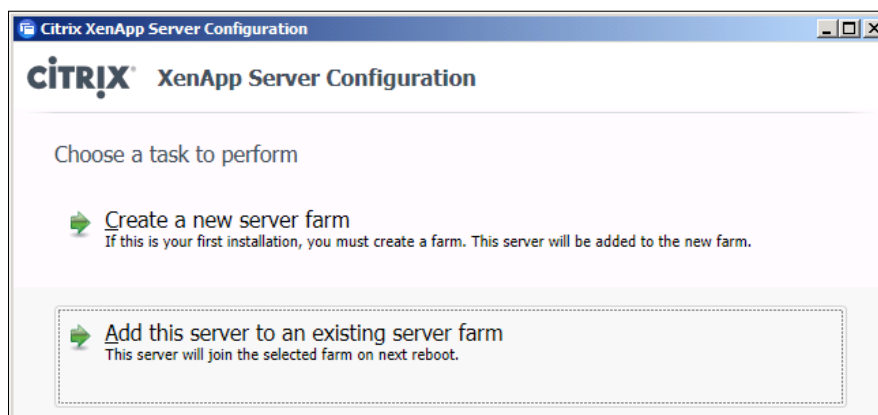 Citrix XenApp Server Configuration
CİTRIX® XenApp Server Configuration
Choose a task to perform
Create a new server farm
If this is your first installation, you must create a farm. This server will be added to the new farm.
Add this server to an existing server farm
This server will join the selected farm on next reboot.